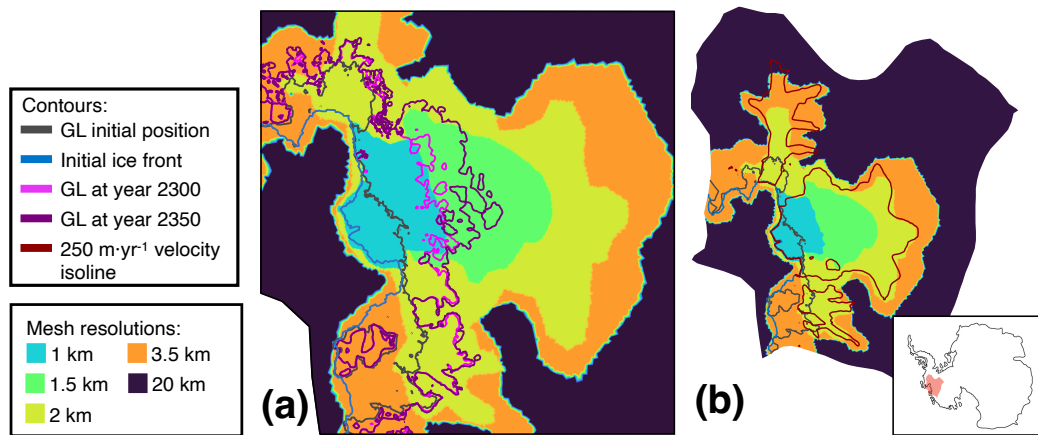 Contours:
GL initial position
Initial ice front
GL at year 2300
GL at year 2350
250 m·yr⁻¹ velocity
isoline
Mesh resolutions:
1 km
3.5 km
1.5 km
20 km
2 km
(a)
(b)